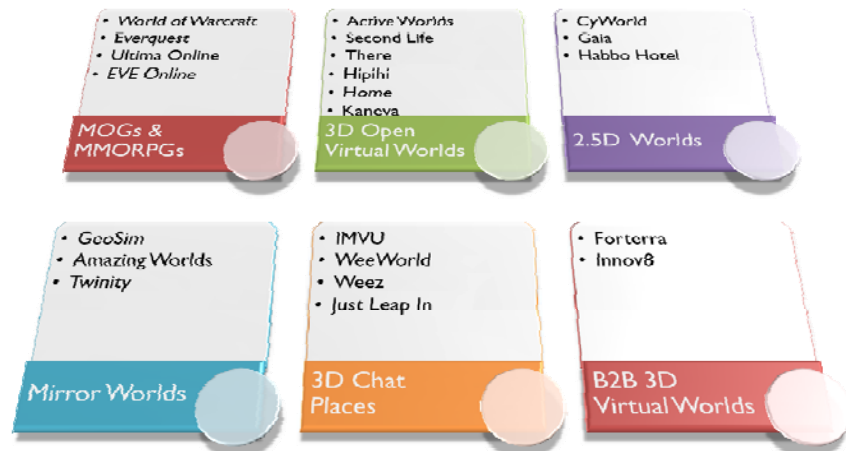 • World of Warcraft
• Everquest
• Ultima Online
• EVE Online
MOGs &
MMORPGs
• Active Worlds
• Second Life
• There
• Hipihi
• Home
• Kaneva
3D Open
Virtual Worlds
• CyWorld
• Gaia
• Habbo Hotel
2.5D Worlds
• GeoSim
• Amazing Worlds
• Twinity
Mirror Worlds
• IMVU
• WeeWorld
• Weez
• Just Leap In
3D Chat
Places
• Forterra
• Innov8
B2B 3D
Virtual Worlds